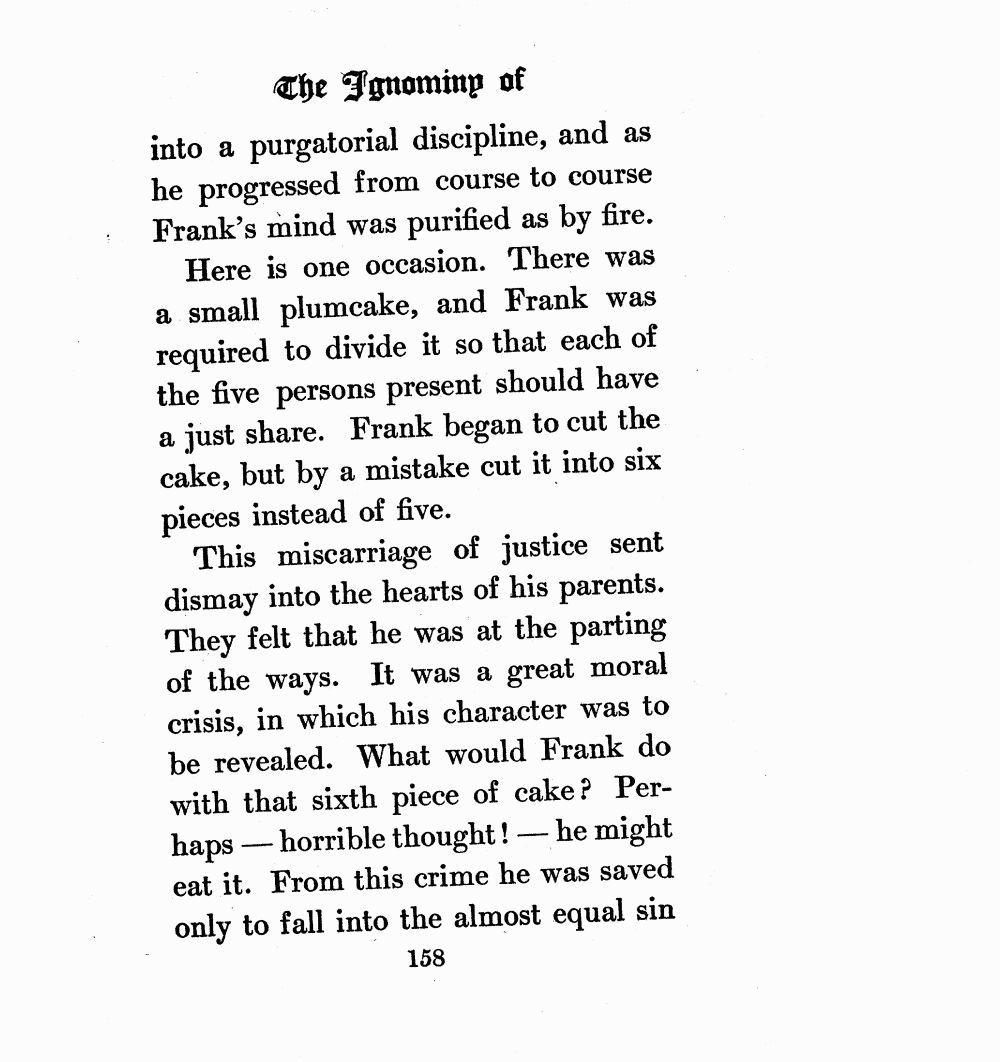 The Ignominy of
into a purgatorial discipline, and as
he progressed from course to course
Frank's mind was purified as by fire.
Here is one occasion. There was
a small plumcake, and Frank was
required to divide it so that each of
the five persons present should have
a just share. Frank began to cut the
cake, but by a mistake cut it into six
pieces instead of five.
This miscarriage of justice sent
dismay into the hearts of his parents.
They felt that he was at the parting
of the ways. It was a great moral
crisis, in which his character was to
be revealed. What would Frank do
with that sixth piece of cake? Per-
haps — horrible thought! — he might
eat it. From this crime he was saved
only to fall into the almost equal sin
158